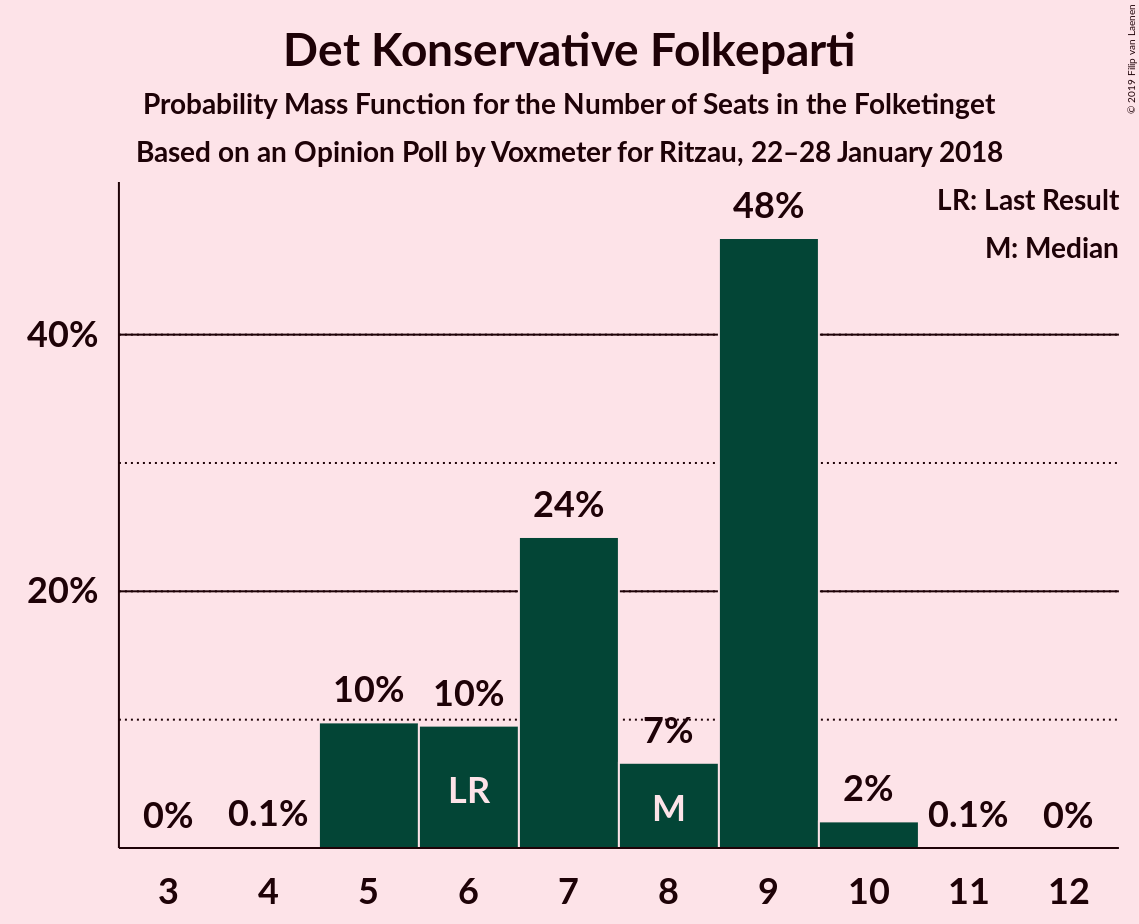 Det Konservative Folkeparti
Probability Mass Function for the Number of Seats in the Folketinget
Based on an Opinion Poll by Voxmeter for Ritzau, 22–28 January 2018
© 2019 Filip van Laenen
LR: Last Result
M: Median
48%
40%
24%
20%
10%
10%
7%
LR
M
2%
0%
0.1%
0.1%
0%
3 4 5 6 7 8 9 10 11 12